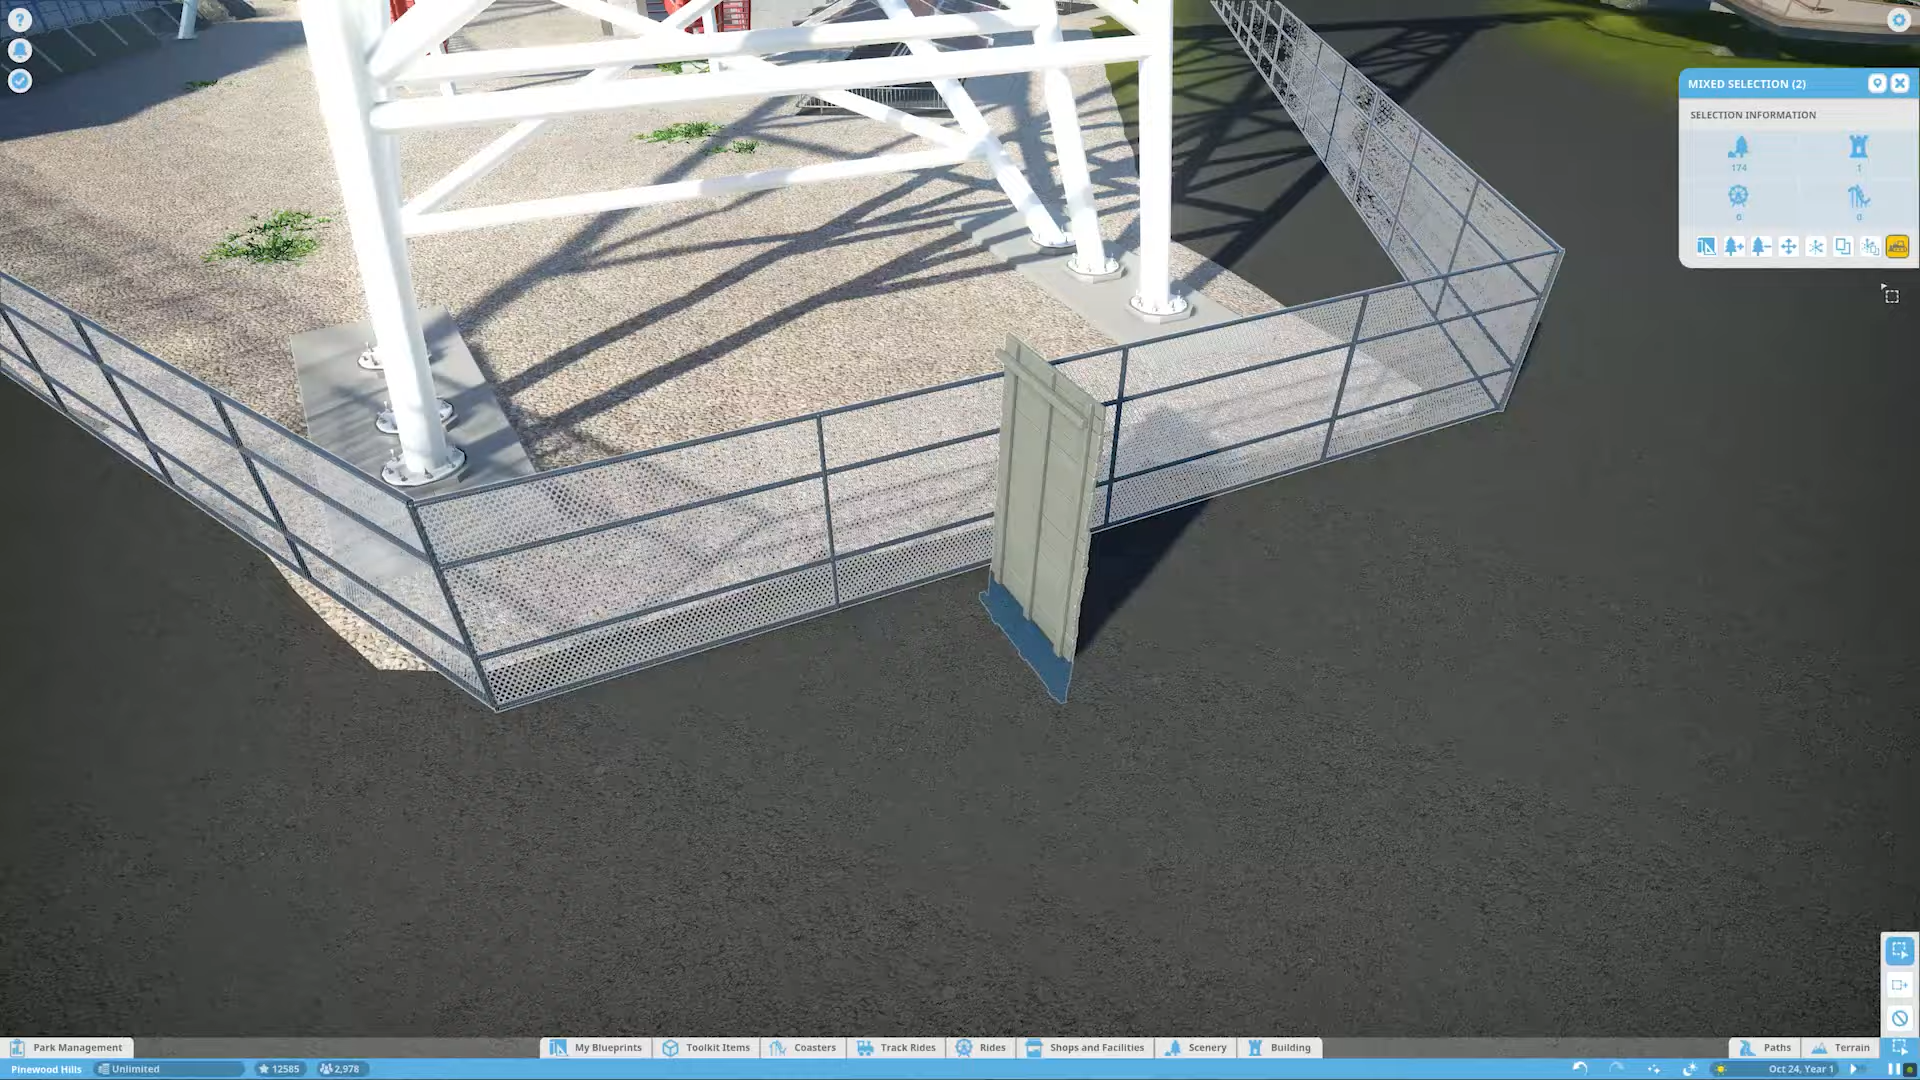 MIXED SELECTION (2)
SELECTION INFORMATION
174
1
0
0
Park Management
My Blueprints
Toolkit Items
Coasters
Track Rides
Rides
Shops and Facilities
Scenery
Building
Paths
Terrain
Pinewood Hills
Unlimited
12585
2,978
Oct 24, Year 1